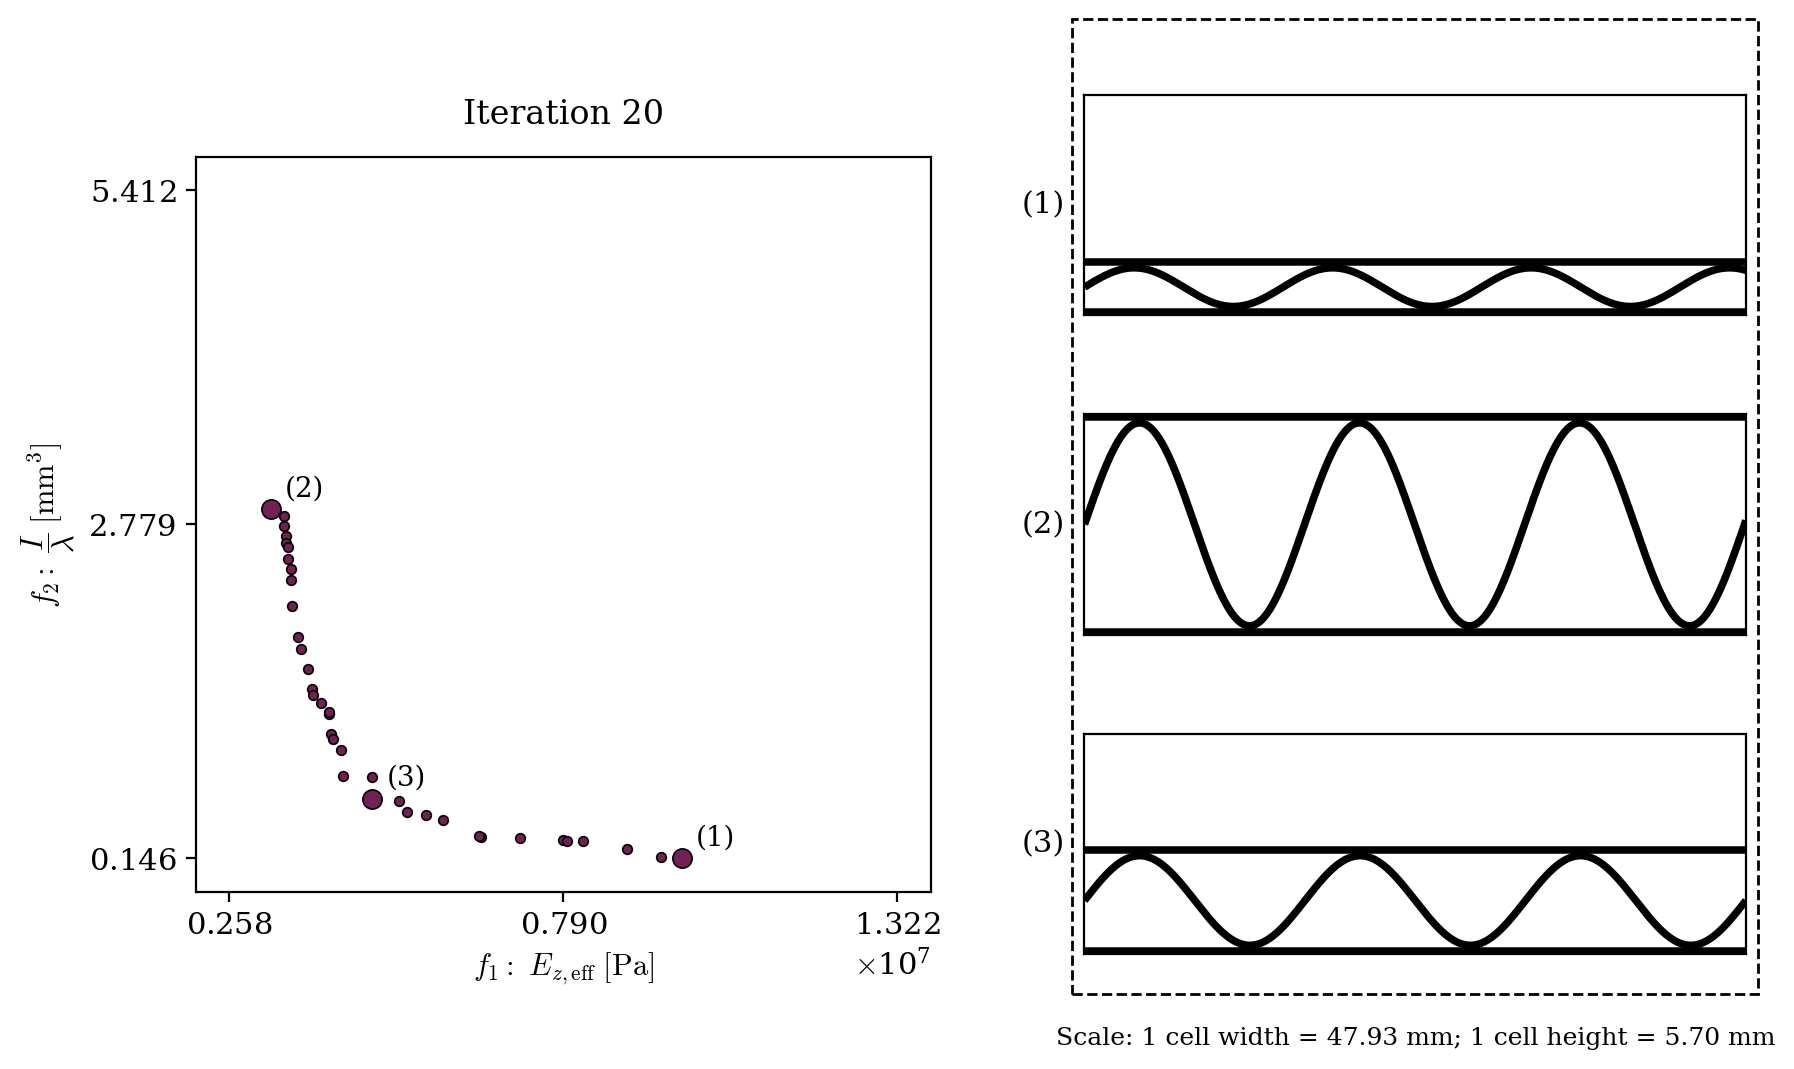 Iteration 20
5.412
2.779
0.146
f₂ : I/λ [mm³]
(2)
(3)
(1)
0.258 0.790 1.322
×10⁷
f₁ : E_z,eff [Pa]
(1)
(2)
(3)
Scale: 1 cell width = 47.93 mm; 1 cell height = 5.70 mm